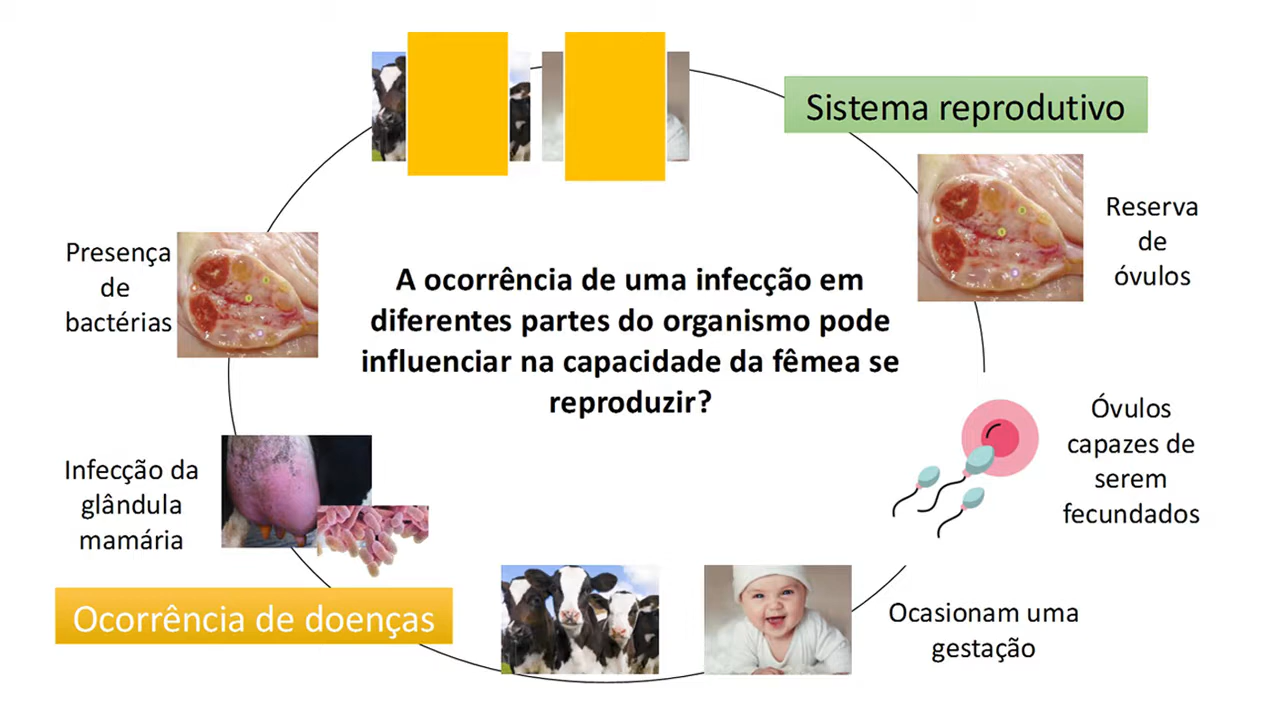 Sistema reprodutivo
Reserva
de
óvulos
Presença
de
bactérias
A ocorrência de uma infecção em
diferentes partes do organismo pode
influenciar na capacidade da fêmea se
reproduzir?
Óvulos
capazes de
serem
fecundados
Infecção da
glândula
mamária
Ocorrência de doenças
Ocasionam uma
gestação